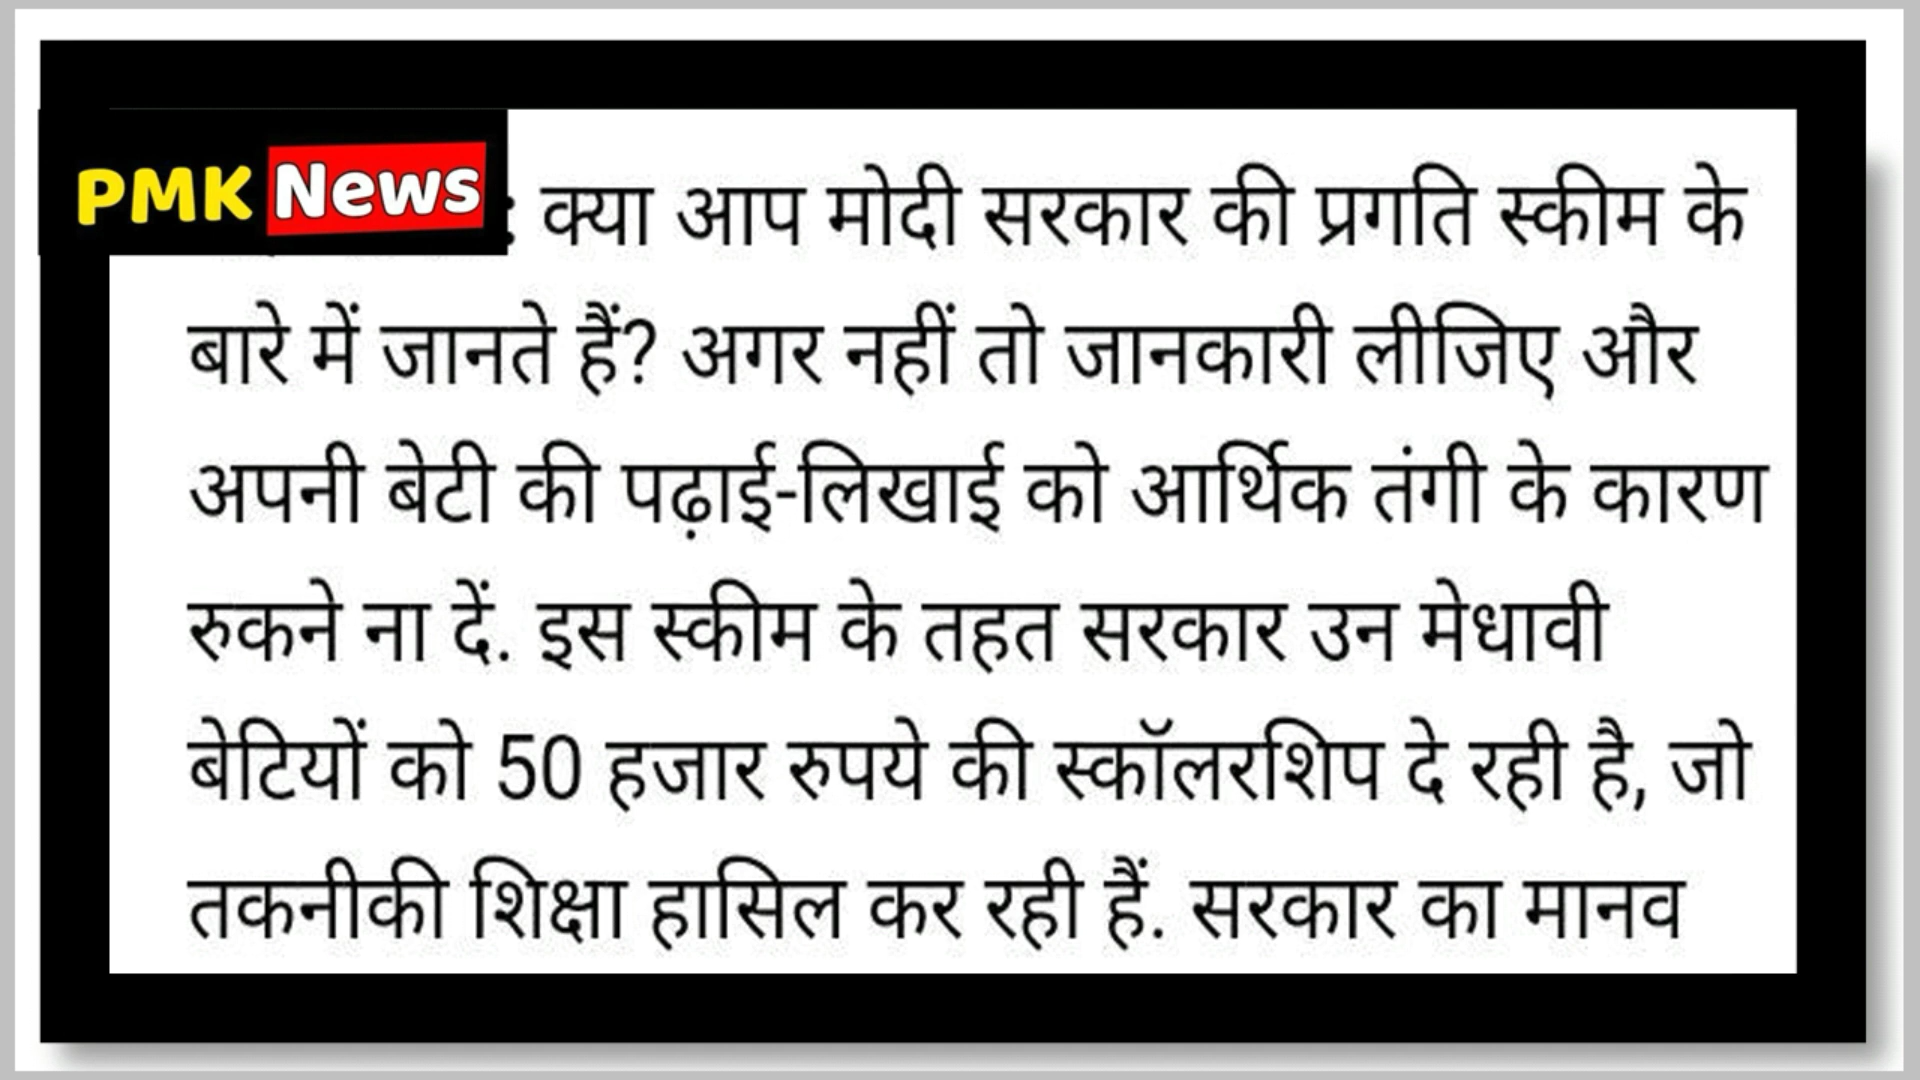 PMK News
: क्या आप मोदी सरकार की प्रगति स्कीम के
बारे में जानते हैं? अगर नहीं तो जानकारी लीजिए और
अपनी बेटी की पढ़ाई-लिखाई को आर्थिक तंगी के कारण
रुकने ना दें. इस स्कीम के तहत सरकार उन मेधावी
बेटियों को 50 हजार रुपये की स्कॉलरशिप दे रही है, जो
तकनीकी शिक्षा हासिल कर रही हैं. सरकार का मानव